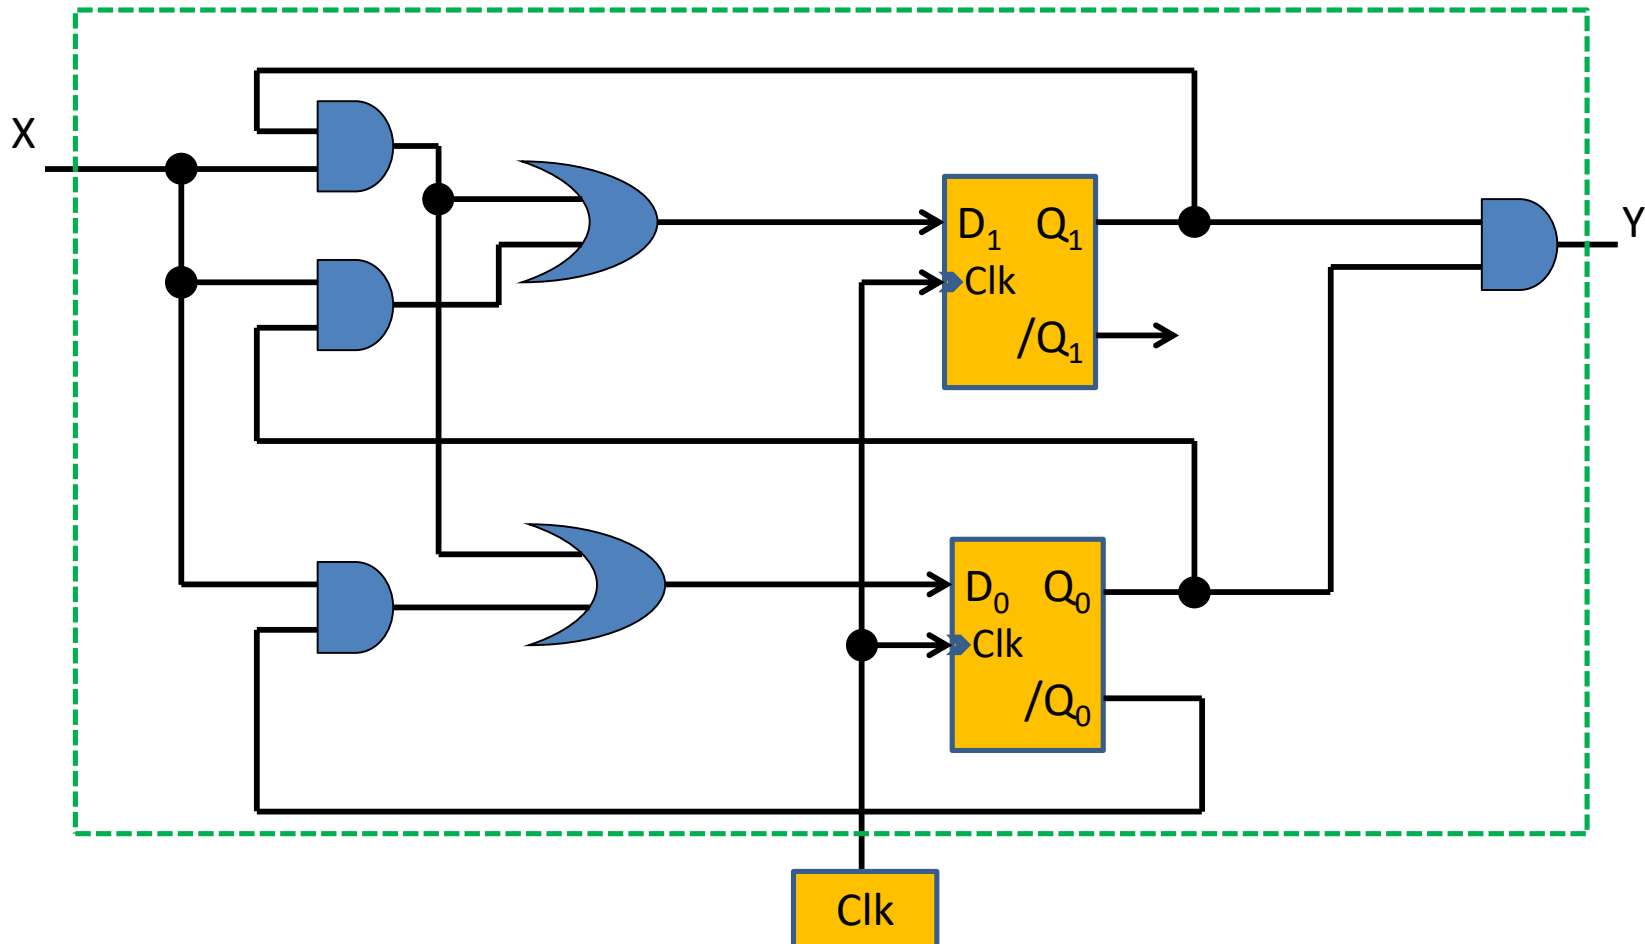 X
D₁ Q₁
Clk
/Q₁
Y
D₀ Q₀
Clk
/Q₀
Clk